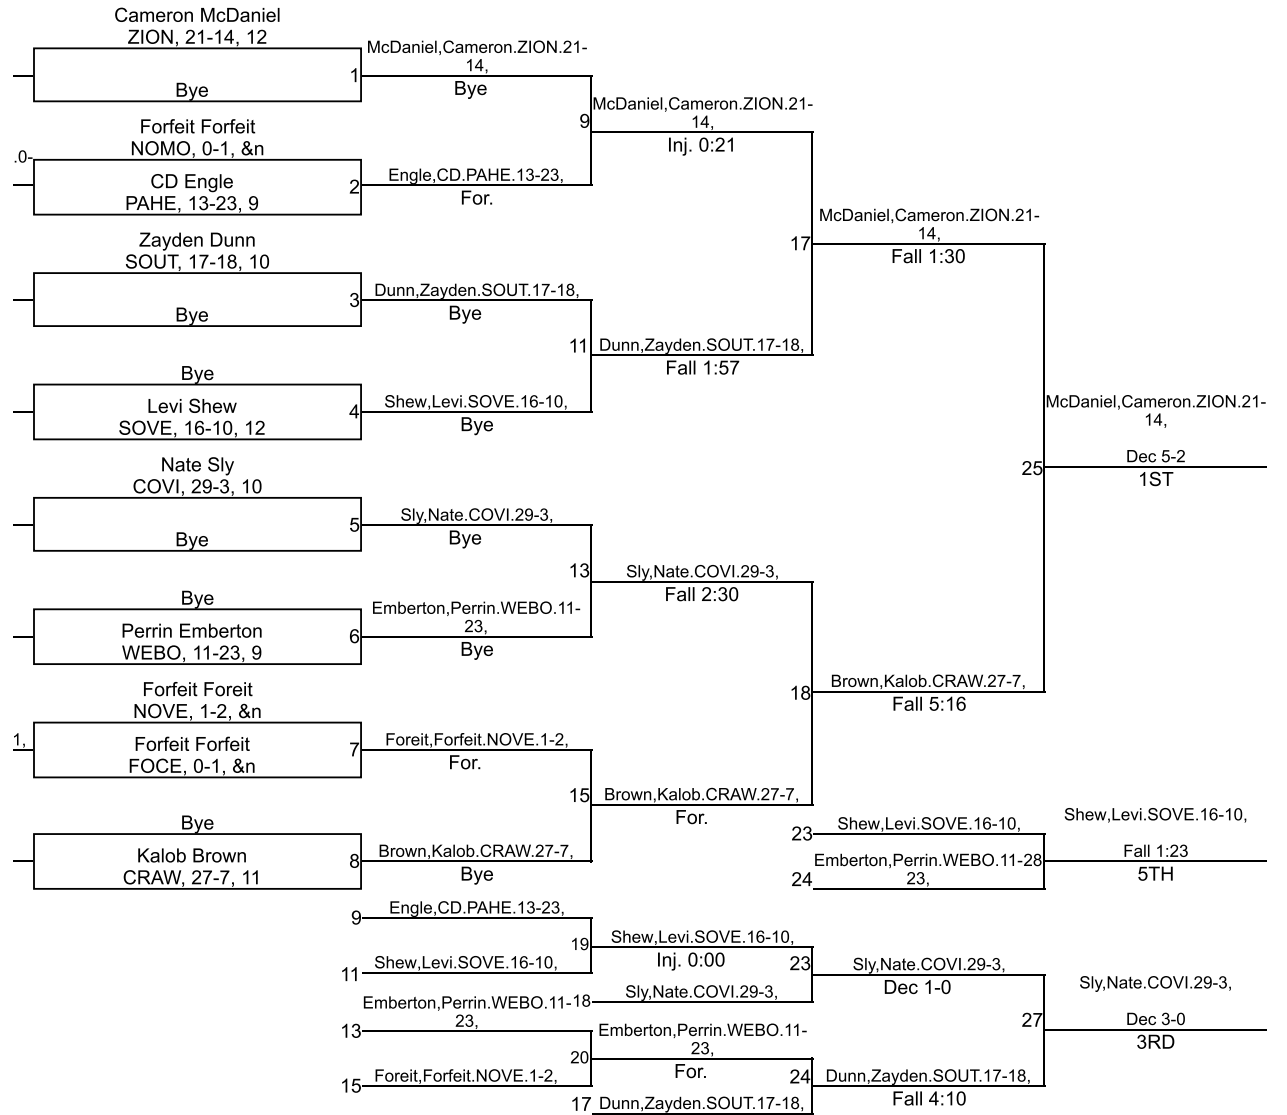 Cameron McDaniel
ZION, 21-14, 12
1
Bye
McDaniel,Cameron.ZION.21-
14,
Bye
Forfeit Forfeit
NOMO, 0-1, &n
.0-
CD Engle
PAHE, 13-23, 9
2
Engle,CD.PAHE.13-23,
For.
9
McDaniel,Cameron.ZION.21-
14,
Inj. 0:21
Zayden Dunn
SOUT, 17-18, 10
3
Bye
Dunn,Zayden.SOUT.17-18,
Bye
Bye
Levi Shew
SOVE, 16-10, 12
4
Shew,Levi.SOVE.16-10,
Bye
11
Dunn,Zayden.SOUT.17-18,
Fall 1:57
17
McDaniel,Cameron.ZION.21-
14,
Fall 1:30
Nate Sly
COVI, 29-3, 10
5
Bye
Sly,Nate.COVI.29-3,
Bye
Bye
Perrin Emberton
WEBO, 11-23, 9
6
Emberton,Perrin.WEBO.11-
23,
Bye
13
Sly,Nate.COVI.29-3,
Fall 2:30
Forfeit Foreit
NOVE, 1-2, &n
1,
Forfeit Forfeit
FOCE, 0-1, &n
7
Foreit,Forfeit.NOVE.1-2,
For.
Bye
Kalob Brown
CRAW, 27-7, 11
8
Brown,Kalob.CRAW.27-7,
Bye
15
Brown,Kalob.CRAW.27-7,
For.
18
Brown,Kalob.CRAW.27-7,
Fall 5:16
25
McDaniel,Cameron.ZION.21-
14,
Dec 5-2
1ST
23
Shew,Levi.SOVE.16-10,
24
Emberton,Perrin.WEBO.11-28
23,
Shew,Levi.SOVE.16-10,
Fall 1:23
5TH
9
Engle,CD.PAHE.13-23,
11
Shew,Levi.SOVE.16-10,
19
Shew,Levi.SOVE.16-10,
Inj. 0:00
18
Sly,Nate.COVI.29-3,
23
Sly,Nate.COVI.29-3,
Dec 1-0
13
Emberton,Perrin.WEBO.11-
23,
15
Foreit,Forfeit.NOVE.1-2,
20
Emberton,Perrin.WEBO.11-
23,
For.
17
Dunn,Zayden.SOUT.17-18,
24
Dunn,Zayden.SOUT.17-18,
Fall 4:10
27
Sly,Nate.COVI.29-3,
Dec 3-0
3RD